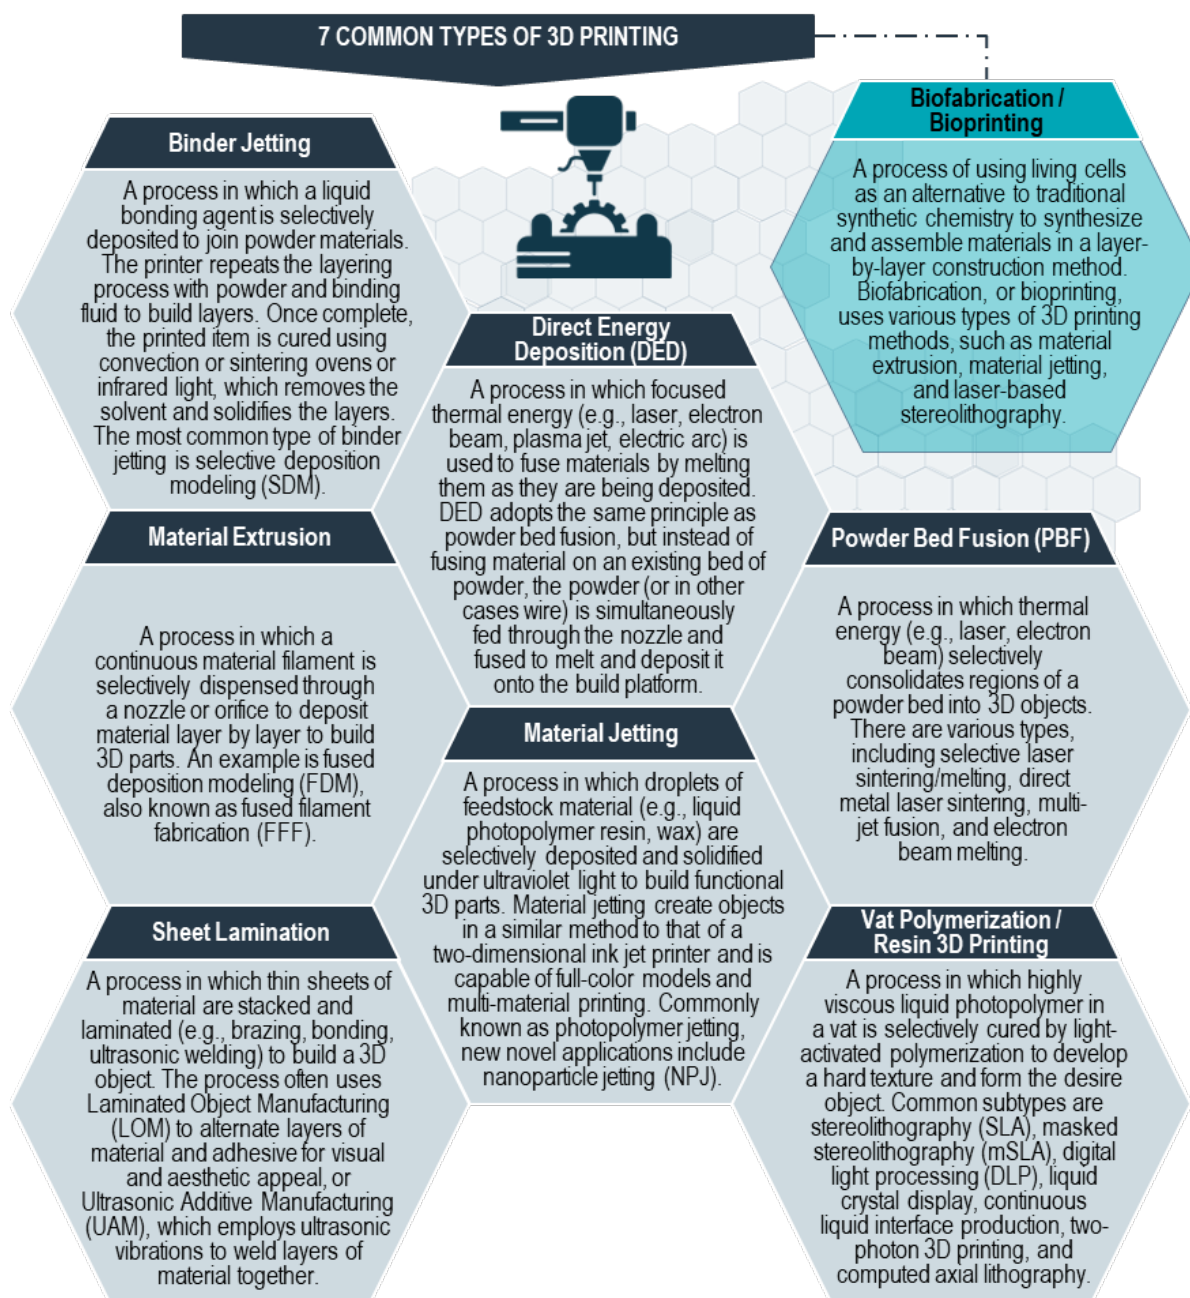 7 COMMON TYPES OF 3D PRINTING
Biofabrication /
Bioprinting
A process of using living cells
as an alternative to traditional
synthetic chemistry to synthesize
and assemble materials in a layer-
by-layer construction method.
Biofabrication, or bioprinting,
uses various types of 3D printing
methods, such as material
extrusion, material jetting,
and laser-based
stereolithography.
Binder Jetting
A process in which a liquid
bonding agent is selectively
deposited to join powder materials.
The printer repeats the layering
process with powder and binding
fluid to build layers. Once complete,
the printed item is cured using
convection or sintering ovens or
infrared light, which removes the
solvent and solidifies the layers.
The most common type of binder
jetting is selective deposition
modeling (SDM).
Direct Energy
Deposition (DED)
A process in which focused
thermal energy (e.g., laser, electron
beam, plasma jet, electric arc) is
used to fuse materials by melting
them as they are being deposited.
DED adopts the same principle as
powder bed fusion, but instead of
fusing material on an existing bed of
powder, the powder (or in other
cases wire) is simultaneously
fed through the nozzle and
fused to melt and deposit it
onto the build platform.
Material Extrusion
A process in which a
continuous material filament is
selectively dispensed through
a nozzle or orifice to deposit
material layer by layer to build
3D parts. An example is fused
deposition modeling (FDM),
also known as fused filament
fabrication (FFF).
Powder Bed Fusion (PBF)
A process in which thermal
energy (e.g., laser, electron
beam) selectively
consolidates regions of a
powder bed into 3D objects.
There are various types,
including selective laser
sintering/melting, direct
metal laser sintering, multi-
jet fusion, and electron
beam melting.
Material Jetting
A process in which droplets of
feedstock material (e.g., liquid
photopolymer resin, wax) are
selectively deposited and solidified
under ultraviolet light to build functional
3D parts. Material jetting create objects
in a similar method to that of a
two-dimensional ink jet printer and is
capable of full-color models and
multi-material printing. Commonly
known as photopolymer jetting,
new novel applications include
nanoparticle jetting (NPJ).
Sheet Lamination
A process in which thin sheets of
material are stacked and
laminated (e.g., brazing, bonding,
ultrasonic welding) to build a 3D
object. The process often uses
Laminated Object Manufacturing
(LOM) to alternate layers of
material and adhesive for visual
and aesthetic appeal, or
Ultrasonic Additive Manufacturing
(UAM), which employs ultrasonic
vibrations to weld layers of
material together.
Vat Polymerization /
Resin 3D Printing
A process in which highly
viscous liquid photopolymer in
a vat is selectively cured by light-
activated polymerization to develop
a hard texture and form the desire
object. Common subtypes are
stereolithography (SLA), masked
stereolithography (mSLA), digital
light processing (DLP), liquid
crystal display, continuous
liquid interface production, two-
photon 3D printing, and
computed axial lithography.